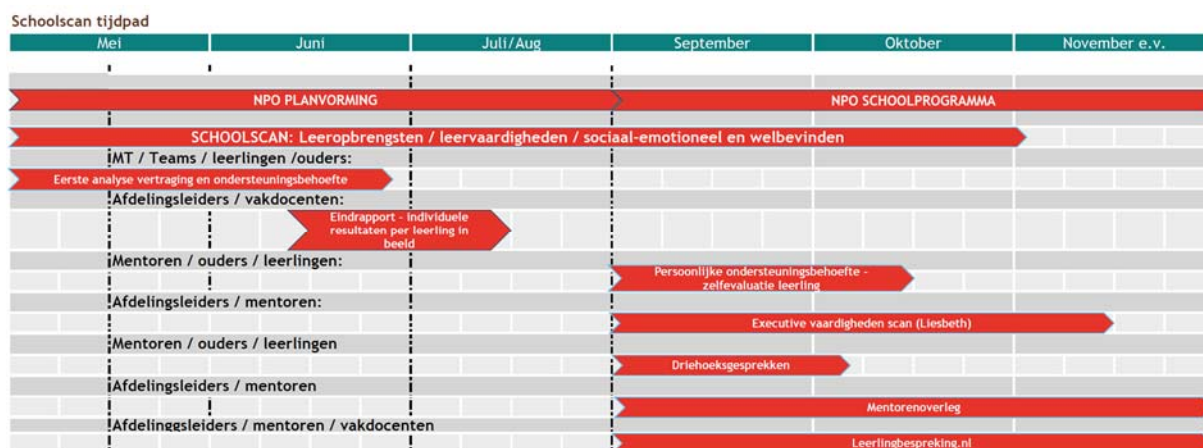 Schoolscan tijdpad
Mei Juni Juli/Aug September Oktober November e.v.
NPO PLANVORMING NPO SCHOOLPROGRAMMA
SCHOOLSCAN: Leeropbrengsten / leervaardigheden / sociaal-emotioneel en welbevinden
MT / Teams / leerlingen /ouders:
Eerste analyse vertraging en ondersteuningsbehoefte
Afdelingsleiders / vakdocenten:
Eindrapport - individuele
resultaten per leerling in
beeld
Mentoren / ouders / leerlingen:
Persoonlijke ondersteuningsbehoefte -
zelfevaluatie leerling
Afdelingsleiders / mentoren:
Executive vaardigheden scan (Liesbeth)
Mentoren / ouders / leerlingen
Driehoeksgesprekken
Afdelingsleiders / mentoren
Mentorenoverleg
Afdelinggsleiders / mentoren / vakdocenten
Leerlingbespreking.nl